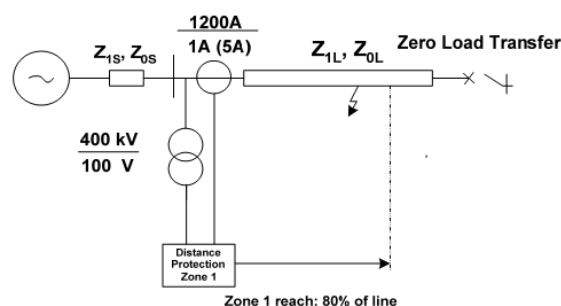 1200A
1A (5A)
Z1S, Z0S
Z1L, Z0L
Zero Load Transfer
400 kV
100 V
Distance
Protection
Zone 1
Zone 1 reach: 80% of line